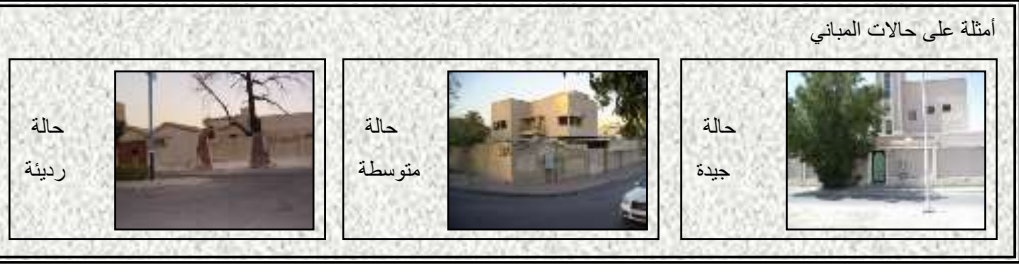 أمثلة على حالات المباني
حالة
جيدة
حالة
متوسطة
حالة
رديئة